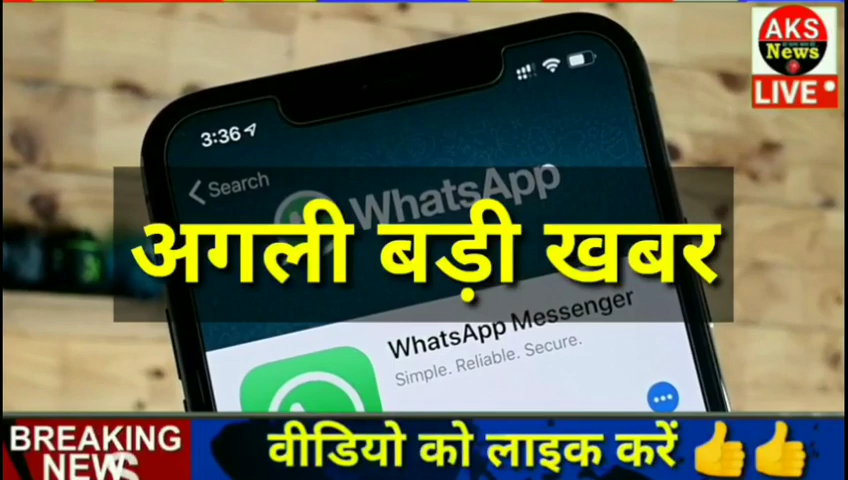 AKS
News
LIVE
3:36
Search
WhatsApp
अगली बड़ी खबर
WhatsApp Messenger
Simple. Reliable. Secure.
BREAKING
NEWS
वीडियो को लाइक करें